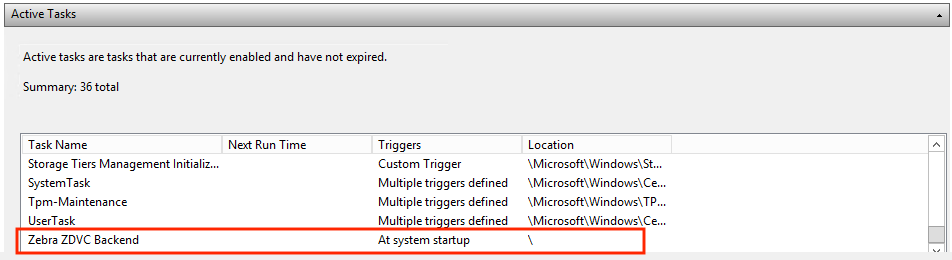 Active Tasks
Active tasks are tasks that are currently enabled and have not expired.
Summary: 36 total
Task Name Next Run Time Triggers Location
Storage Tiers Management Initializ... Custom Trigger \Microsoft\Windows\St...
SystemTask Multiple triggers defined \Microsoft\Windows\Ce...
Tpm-Maintenance Multiple triggers defined \Microsoft\Windows\TP...
UserTask Multiple triggers defined \Microsoft\Windows\Ce...
Zebra ZDVC Backend At system startup \